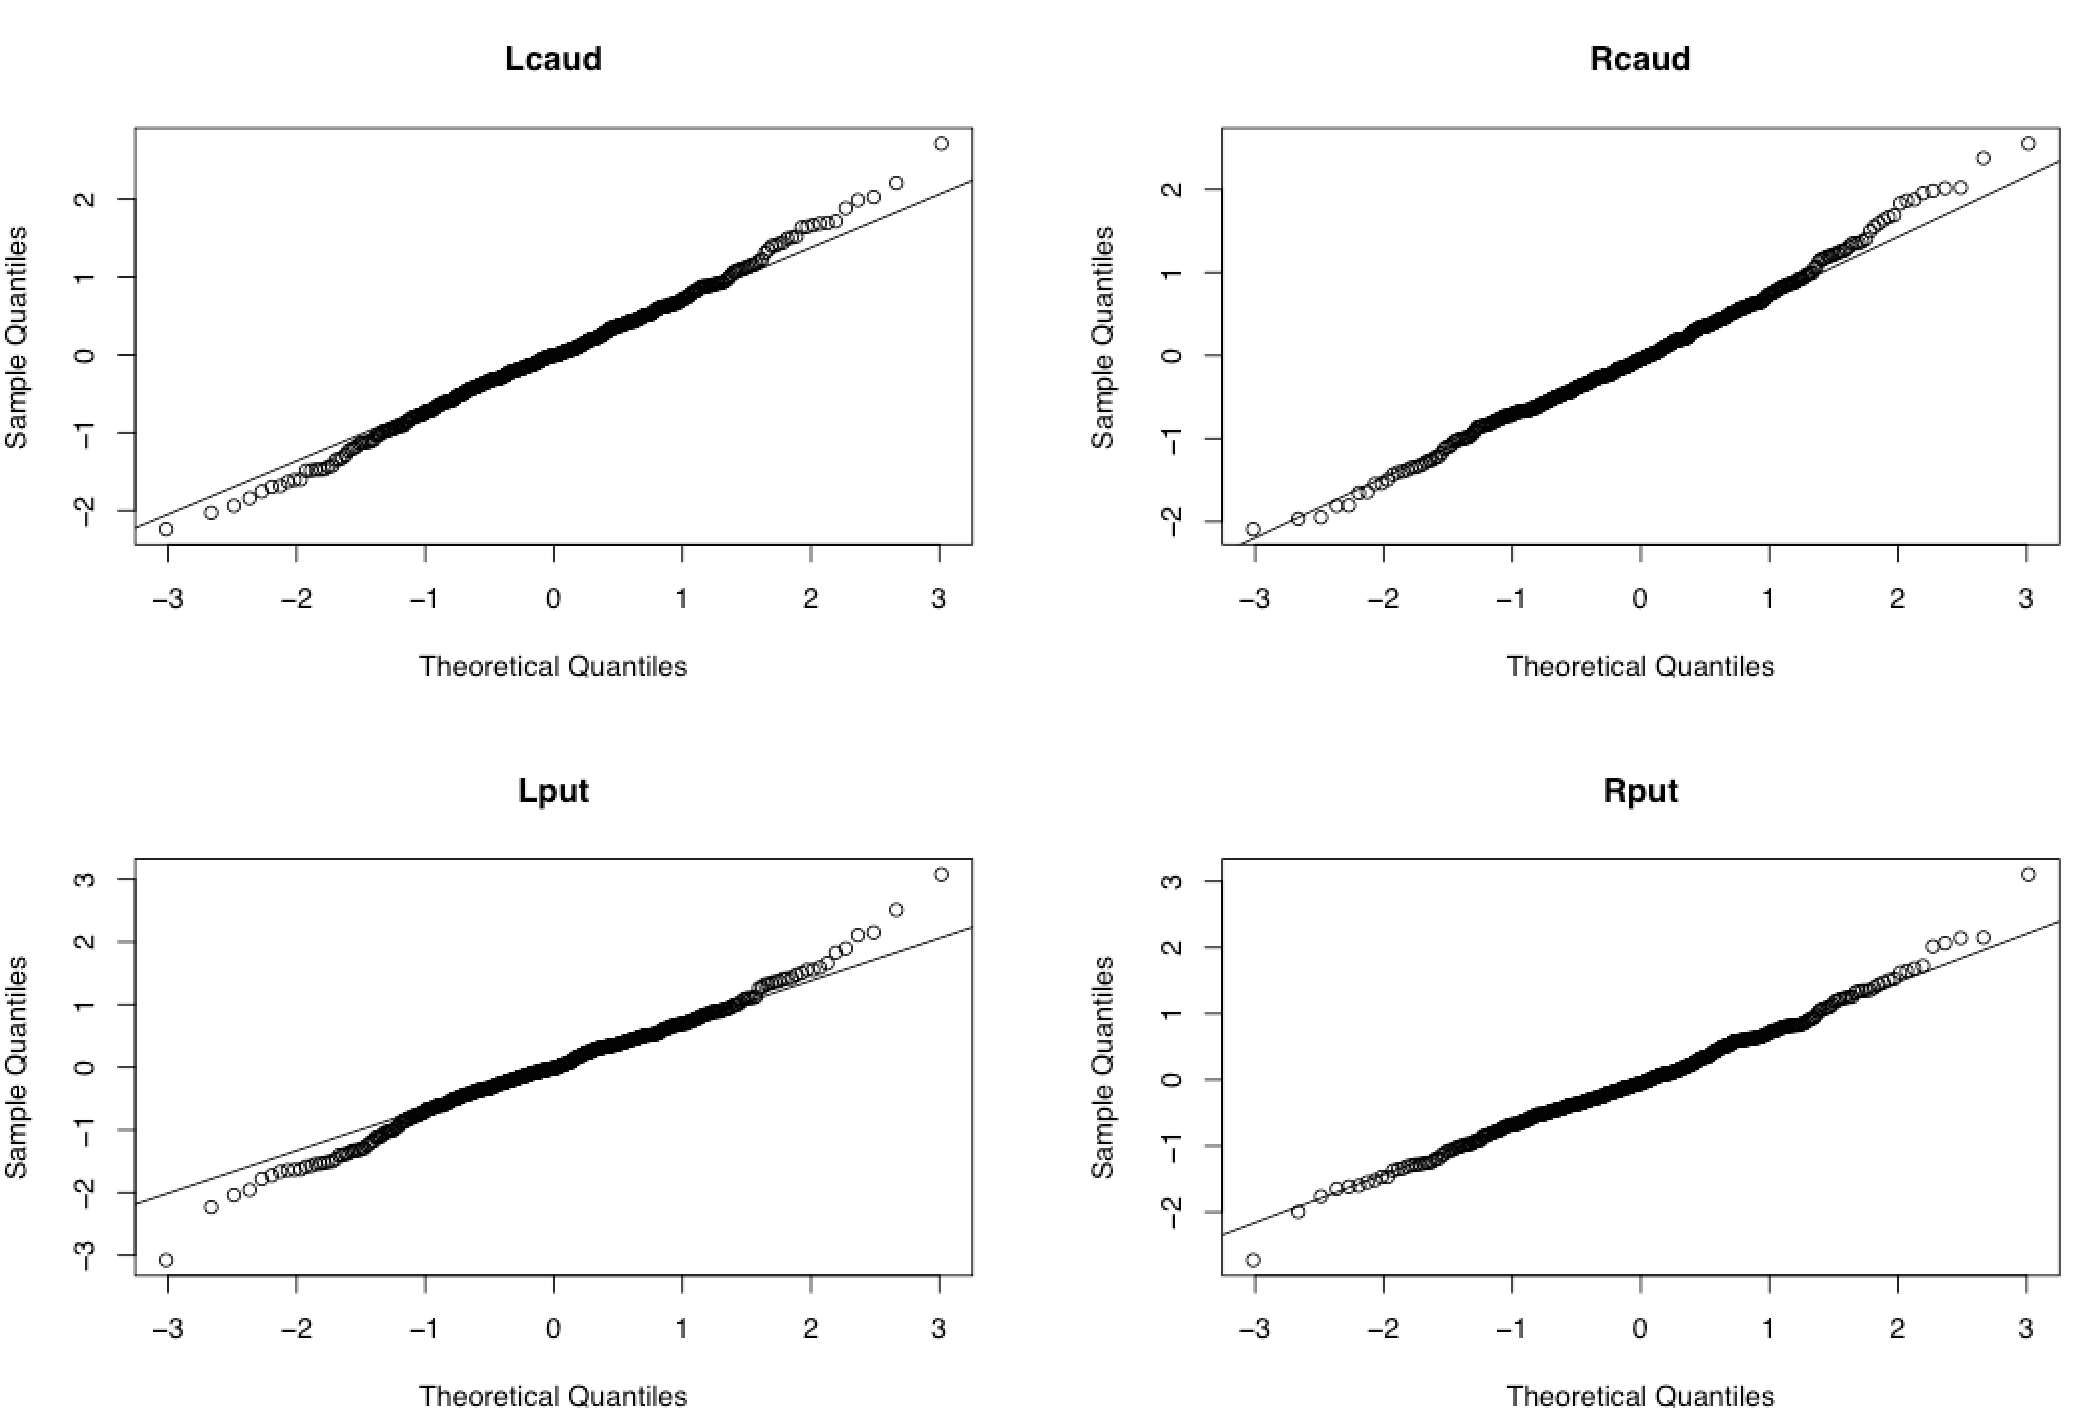 Lcaud
Sample Quantiles
2
1
0
−1
−2
−3 −2 −1 0 1 2 3
Theoretical Quantiles
Rcaud
Sample Quantiles
2
1
0
−1
−2
−3 −2 −1 0 1 2 3
Theoretical Quantiles
Lput
Sample Quantiles
3
2
1
0
−1
−2
−3
−3 −2 −1 0 1 2 3
Theoretical Quantiles
Rput
Sample Quantiles
3
2
1
0
−1
−2
−3 −2 −1 0 1 2 3
Theoretical Quantiles